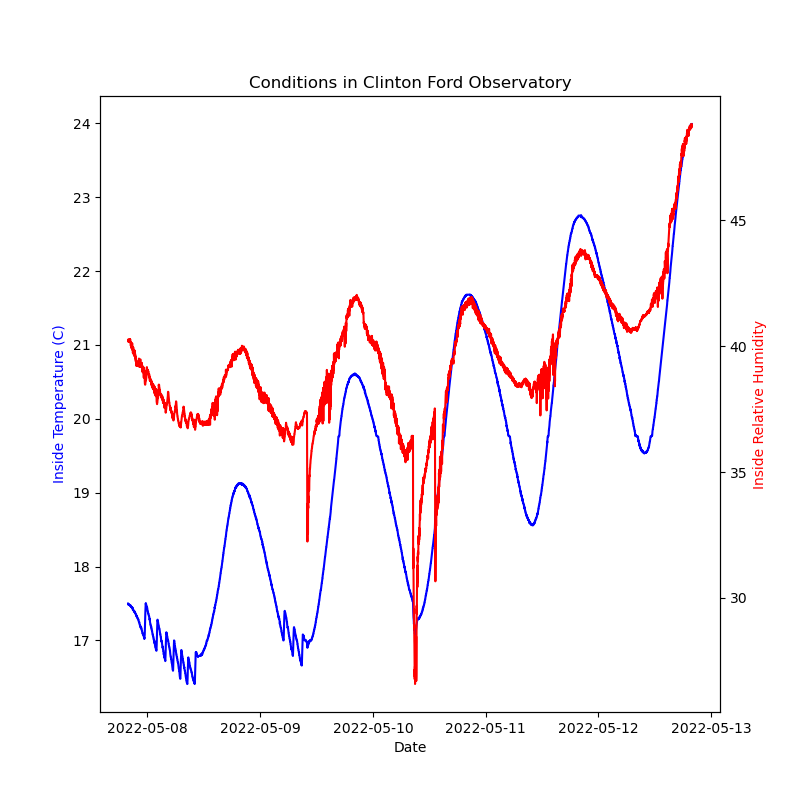 Conditions in Clinton Ford Observatory
24
23
22
21
20
19
18
17
Inside Temperature (C)
45
40
35
30
Inside Relative Humidity
2022-05-08 2022-05-09 2022-05-10 2022-05-11 2022-05-12 2022-05-13
Date